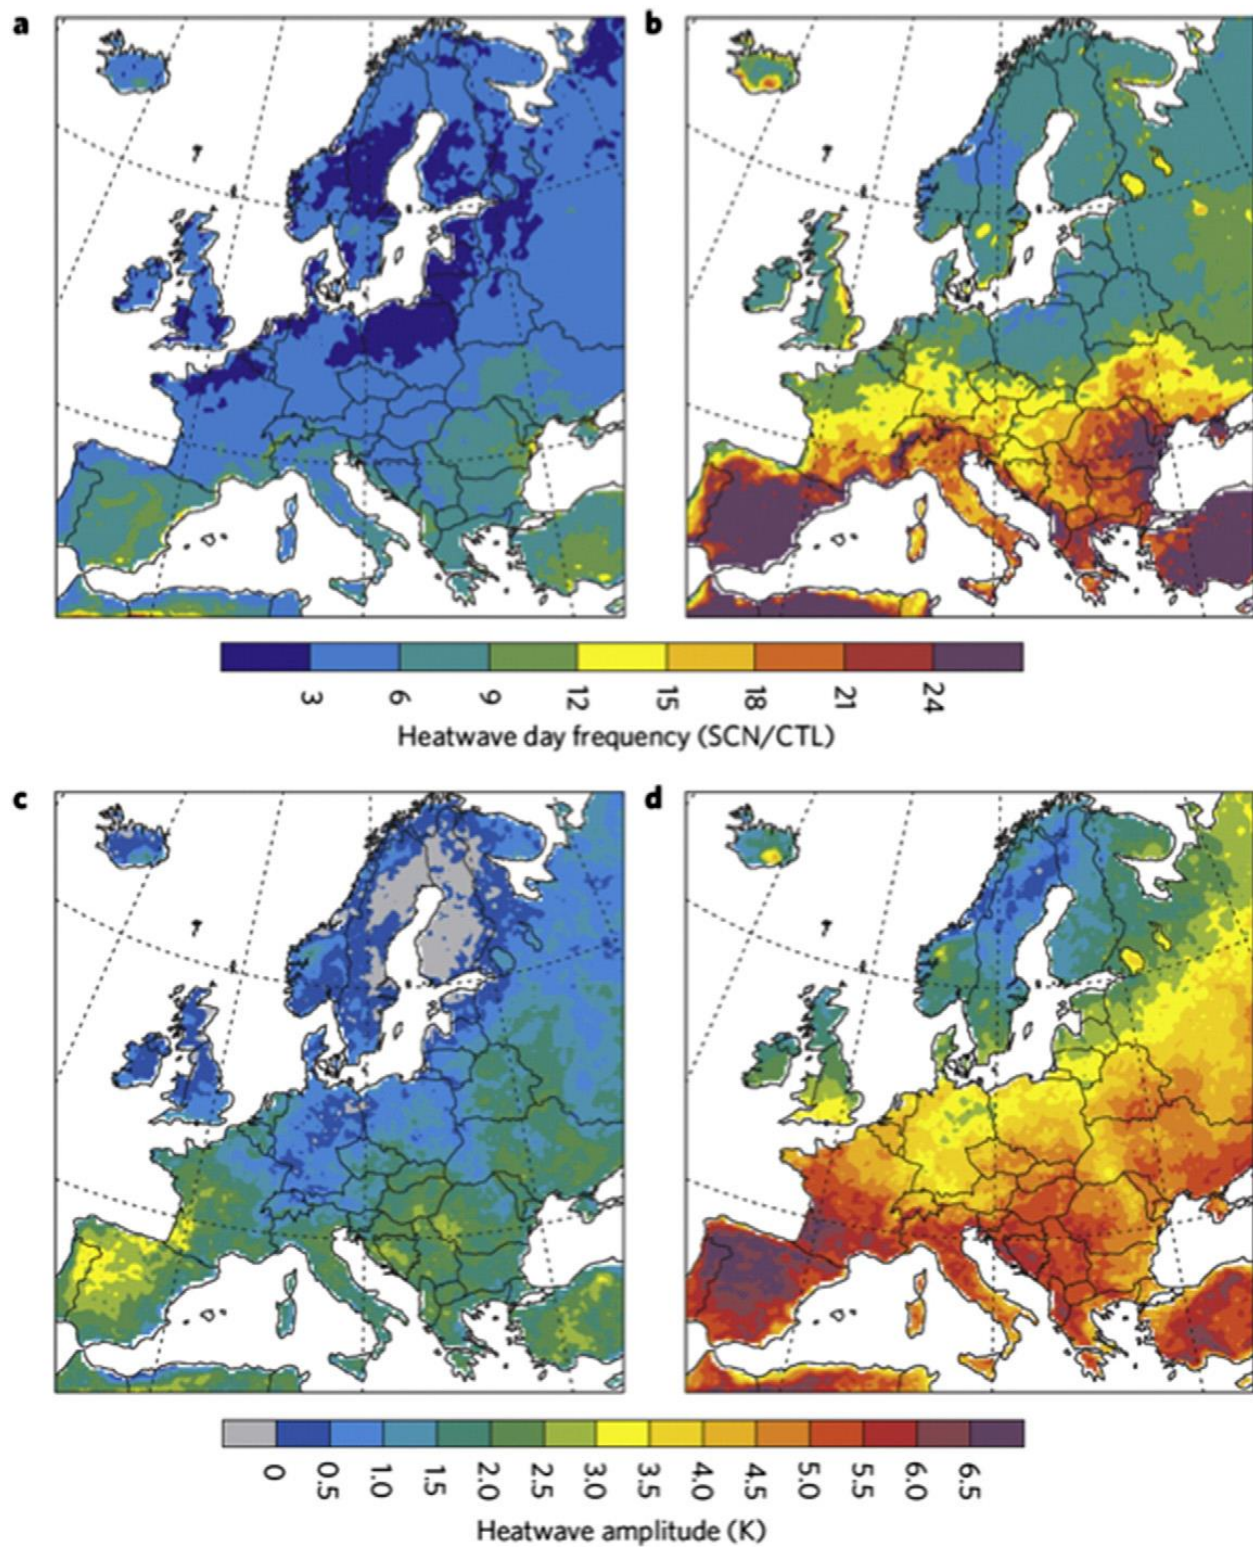 a
b
3 6 9 12 15 18 21 24
Heatwave day frequency (SCN/CTL)
c
d
0 0.5 1.0 1.5 2.0 2.5 3.0 3.5 4.0 4.5 5.0 5.5 6.0 6.5
Heatwave amplitude (K)